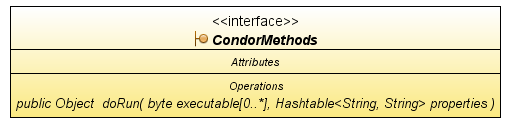 <<interface>>
CondorMethods
Attributes
Operations
public Object doRun( byte executable[0..*], Hashtable<String, String> properties )